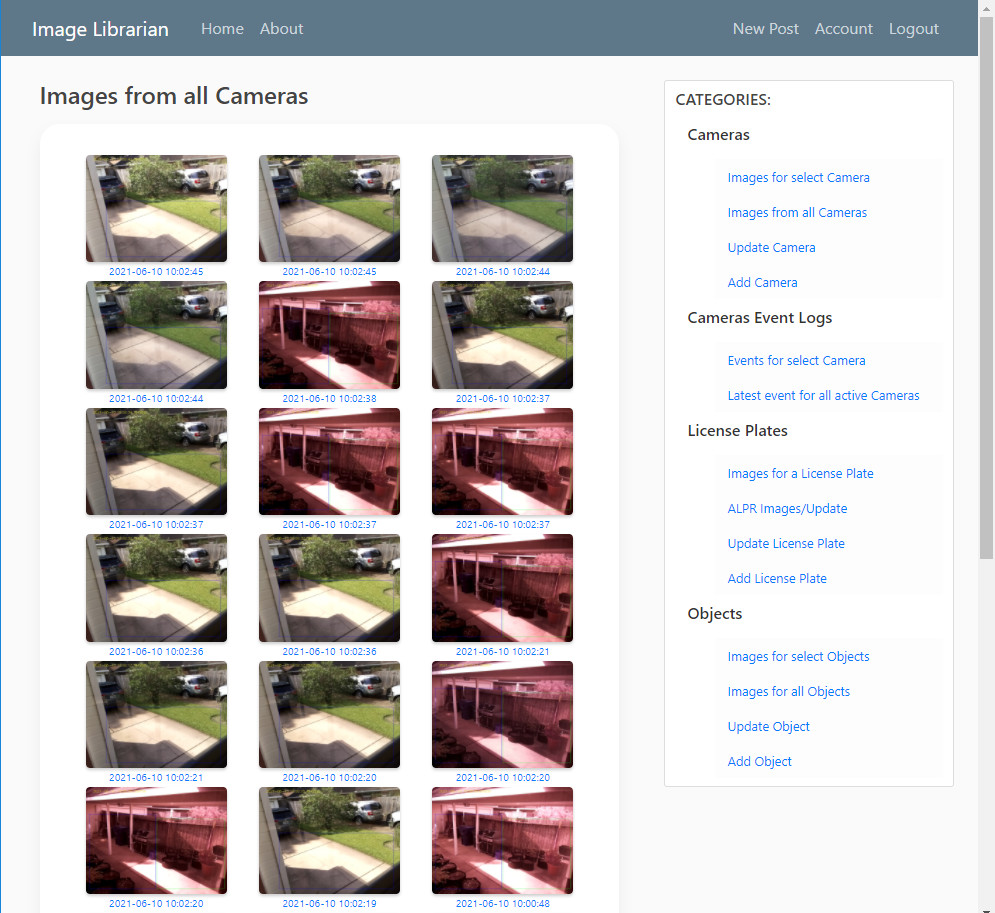 Image Librarian Home About New Post Account Logout
Images from all Cameras
2021-06-10 10:02:45 2021-06-10 10:02:45 2021-06-10 10:02:44
2021-06-10 10:02:44 2021-06-10 10:02:38 2021-06-10 10:02:37
2021-06-10 10:02:37 2021-06-10 10:02:37 2021-06-10 10:02:37
2021-06-10 10:02:36 2021-06-10 10:02:36 2021-06-10 10:02:21
2021-06-10 10:02:21 2021-06-10 10:02:20 2021-06-10 10:02:20
2021-06-10 10:02:20 2021-06-10 10:02:19 2021-06-10 10:00:48
CATEGORIES:
Cameras
Images for select Camera
Images from all Cameras
Update Camera
Add Camera
Cameras Event Logs
Events for select Camera
Latest event for all active Cameras
License Plates
Images for a License Plate
ALPR Images/Update
Update License Plate
Add License Plate
Objects
Images for select Objects
Images for all Objects
Update Object
Add Object